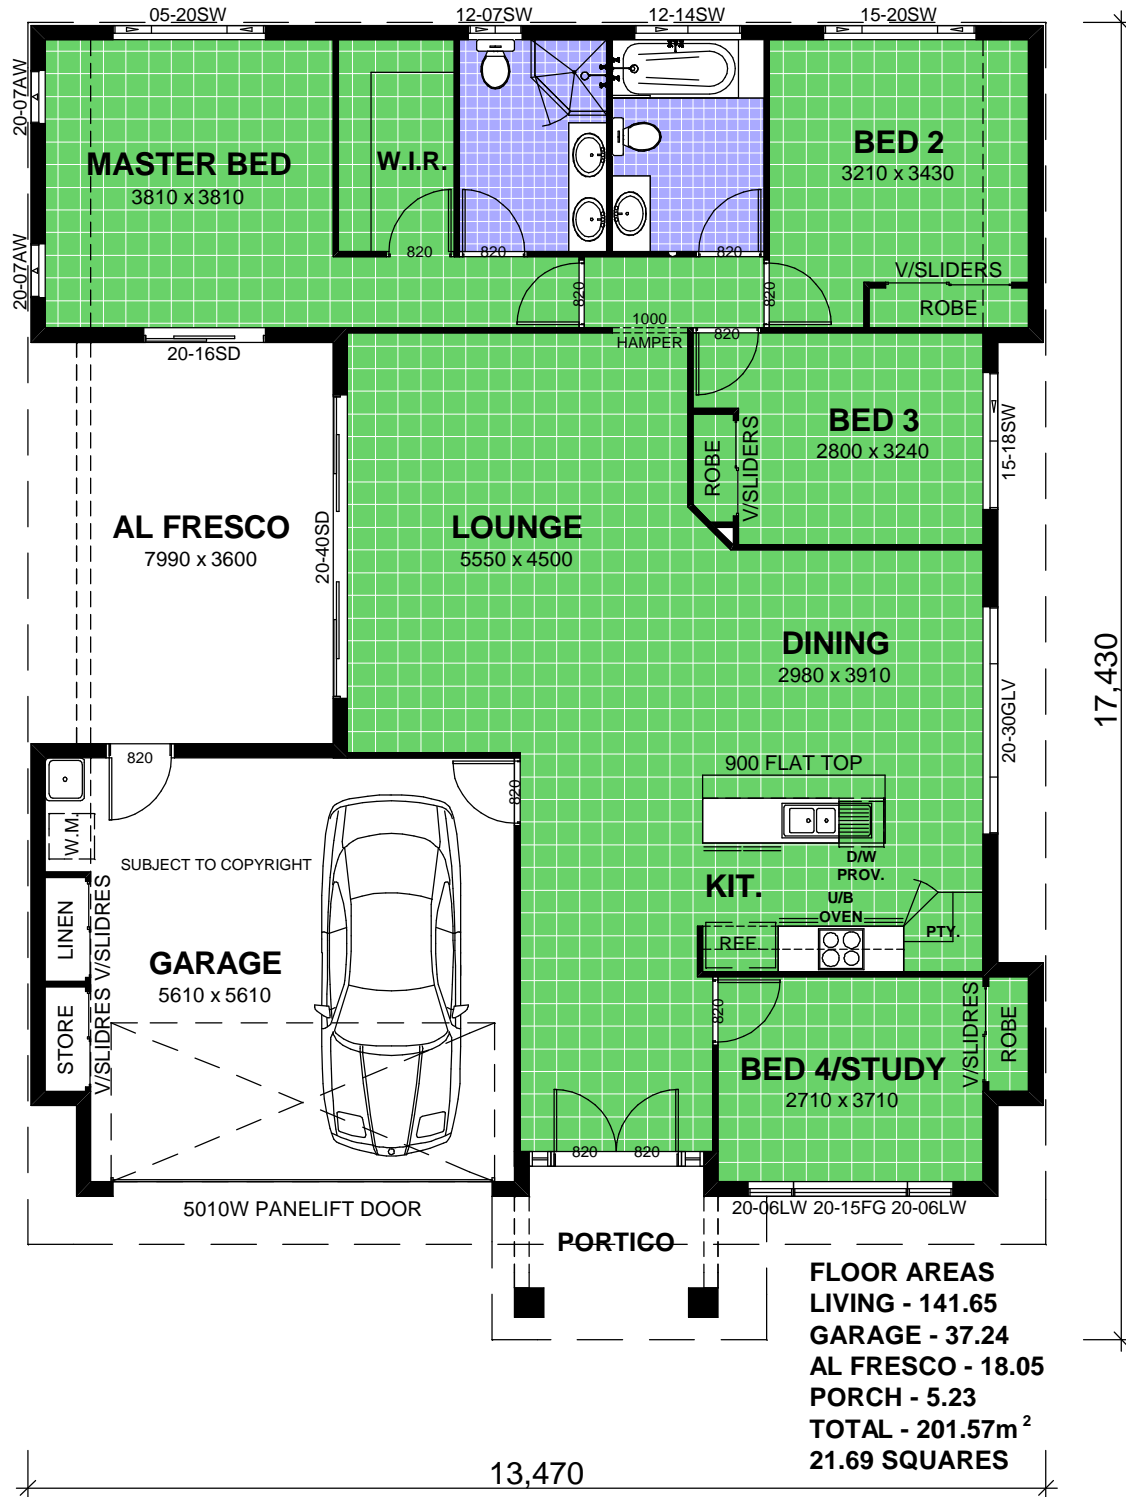 05-20SW
12-07SW
12-14SW
15-20SW
20-07AW
MASTER BED
3810 x 3810
W.I.R.
BED 2
3210 x 3430
20-07AW
820
820
820
820
820
V/SLIDERS
ROBE
1000
HAMPER
820
20-16SD
BED 3
2800 x 3240
ROBE
V/SLIDERS
15-18SW
AL FRESCO
7990 x 3600
20-40SD
LOUNGE
5550 x 4500
DINING
2980 x 3910
20-30GLV
17,430
820
820
900 FLAT TOP
W.M.
SUBJECT TO COPYRIGHT
D/W
PROV.
KIT.
U/B
OVEN
PTY.
REF.
LINEN
V/SLIDRES
GARAGE
5610 x 5610
STORE
V/SLIDRES
820
BED 4/STUDY
2710 x 3710
V/SLIDRES
ROBE
820
820
5010W PANELIFT DOOR
20-06LW 20-15FG 20-06LW
PORTICO
FLOOR AREAS
LIVING - 141.65
GARAGE - 37.24
AL FRESCO - 18.05
PORCH - 5.23
TOTAL - 201.57m²
21.69 SQUARES
13,470